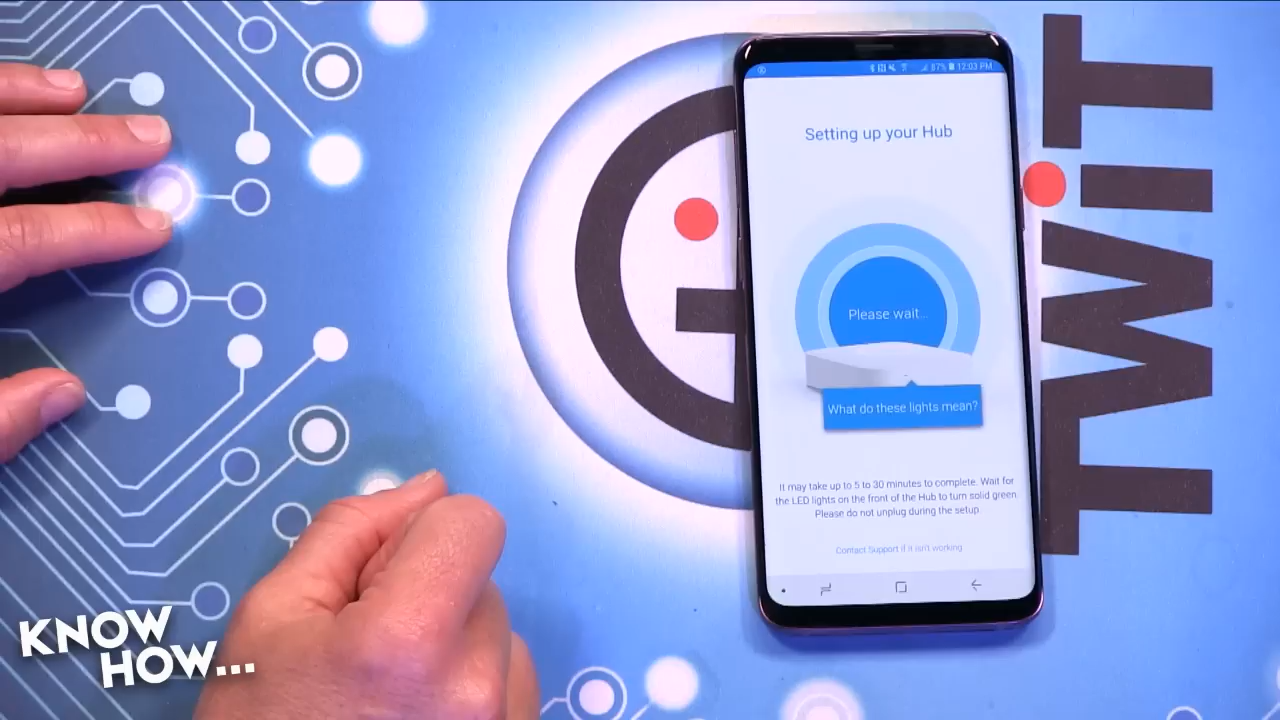 87% 12:03 PM
Setting up your Hub
Please wait...
What do these lights mean?
It may take up to 5 to 30 minutes to complete. Wait for
the LED lights on the front of the Hub to turn solid green.
Please do not unplug during the setup.
Contact Support if it isn't working
TWiT
KNOW
HOW...